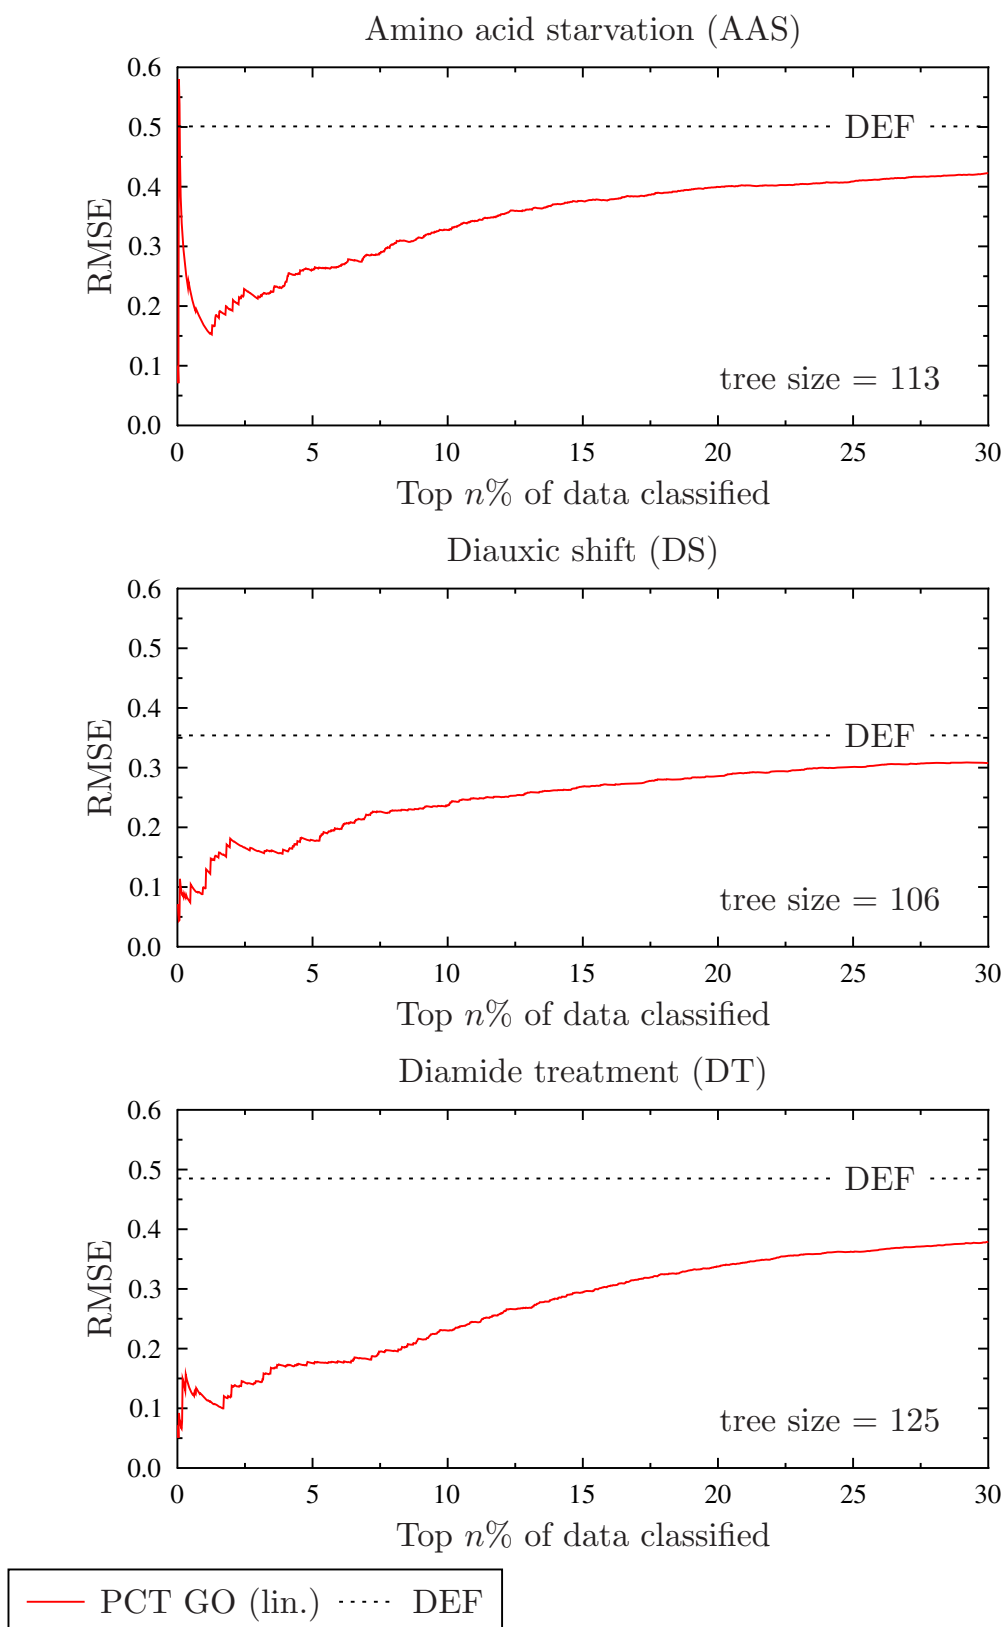 Amino acid starvation (AAS)
0.6
0.5
0.4
0.3
0.2
0.1
0.0
RMSE
DEF
tree size = 113
0 5 10 15 20 25 30
Top n% of data classified
Diauxic shift (DS)
0.6
0.5
0.4
0.3
0.2
0.1
0.0
RMSE
DEF
tree size = 106
0 5 10 15 20 25 30
Top n% of data classified
Diamide treatment (DT)
0.6
0.5
0.4
0.3
0.2
0.1
0.0
RMSE
DEF
tree size = 125
0 5 10 15 20 25 30
Top n% of data classified
PCT GO (lin.) DEF